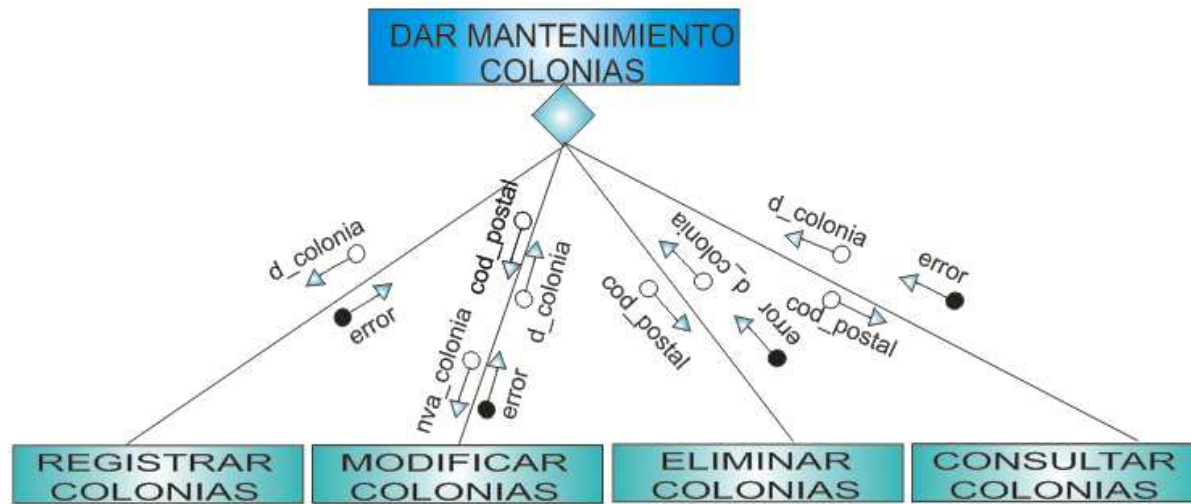 DAR MANTENIMIENTO
COLONIAS
d_colonia
error
cod_postal
d_colonia
nva_colonia
error
d_colonia
cod_postal
error
d_colonia
error
cod_postal
REGISTRAR
COLONIAS
MODIFICAR
COLONIAS
ELIMINAR
COLONIAS
CONSULTAR
COLONIAS